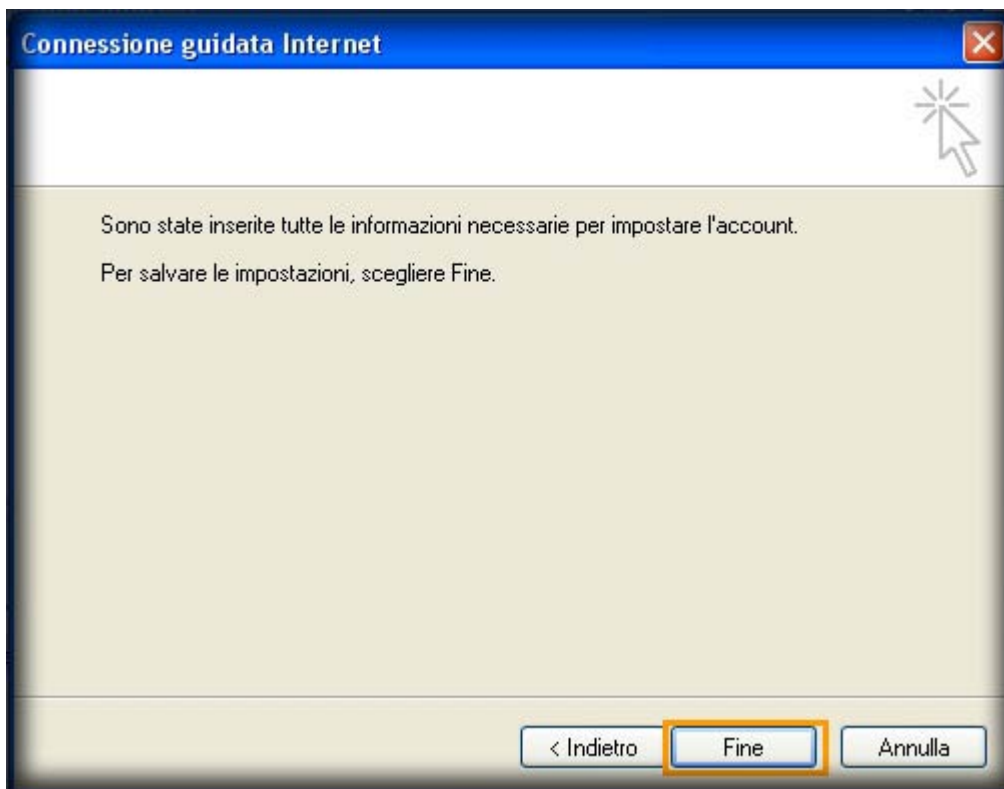 Connessione guidata Internet
Sono state inserite tutte le informazioni necessarie per impostare l'account.
Per salvare le impostazioni, scegliere Fine.
< Indietro Fine Annulla